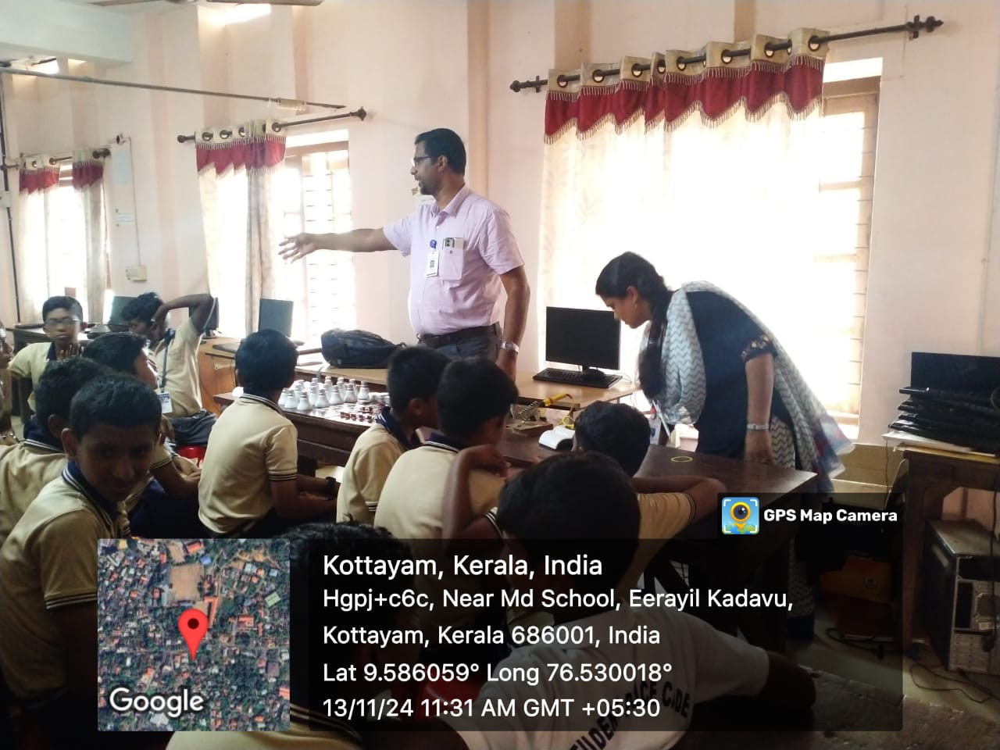 GPS Map Camera
Kottayam, Kerala, India
Hgpj+c6c, Near Md School, Eerayil Kadavu,
Kottayam, Kerala 686001, India
Lat 9.586059° Long 76.530018°
13/11/24 11:31 AM GMT +05:30
Google